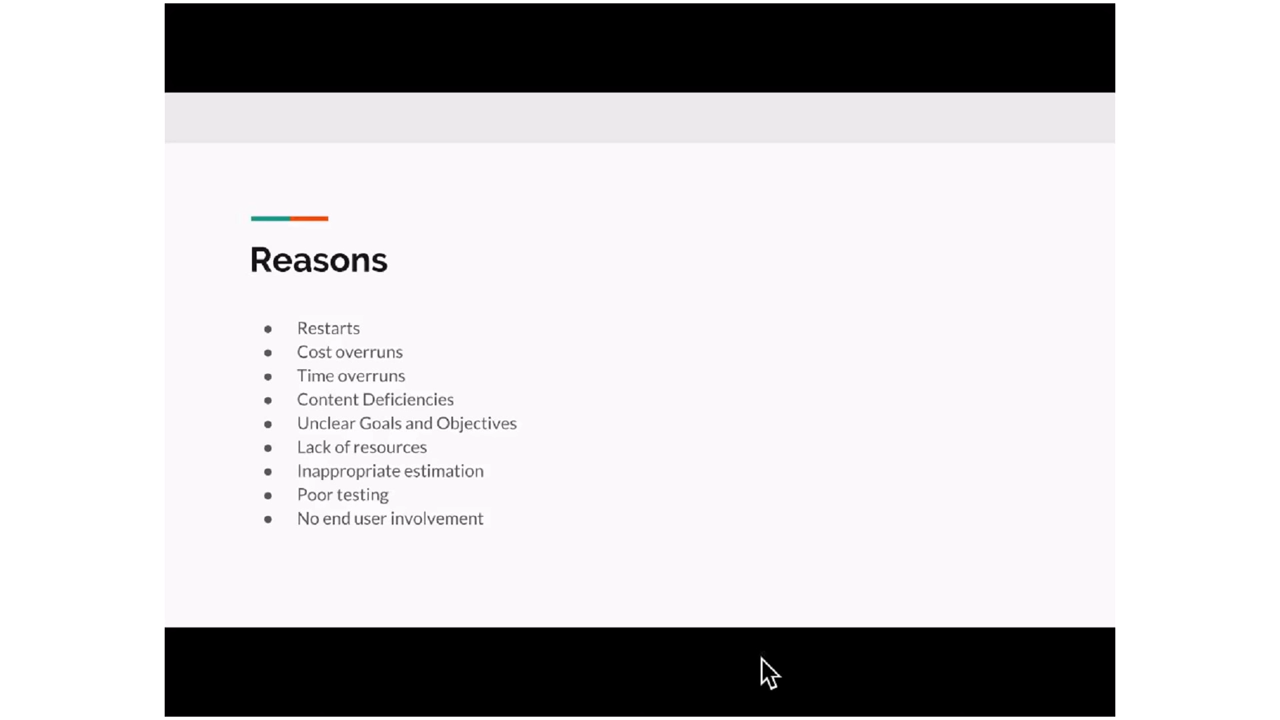 Reasons
● Restarts
● Cost overruns
● Time overruns
● Content Deficiencies
● Unclear Goals and Objectives
● Lack of resources
● Inappropriate estimation
● Poor testing
● No end user involvement